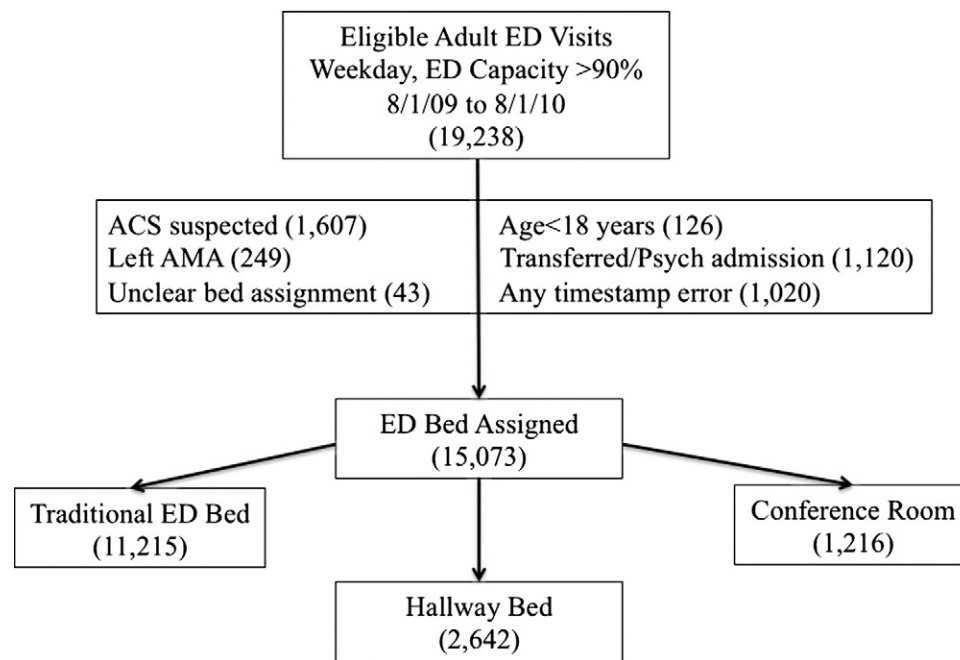 Eligible Adult ED Visits
Weekday, ED Capacity >90%
8/1/09 to 8/1/10
(19,238)
ACS suspected (1,607)
Left AMA (249)
Unclear bed assignment (43)
Age<18 years (126)
Transferred/Psych admission (1,120)
Any timestamp error (1,020)
ED Bed Assigned
(15,073)
Traditional ED Bed
(11,215)
Hallway Bed
(2,642)
Conference Room
(1,216)